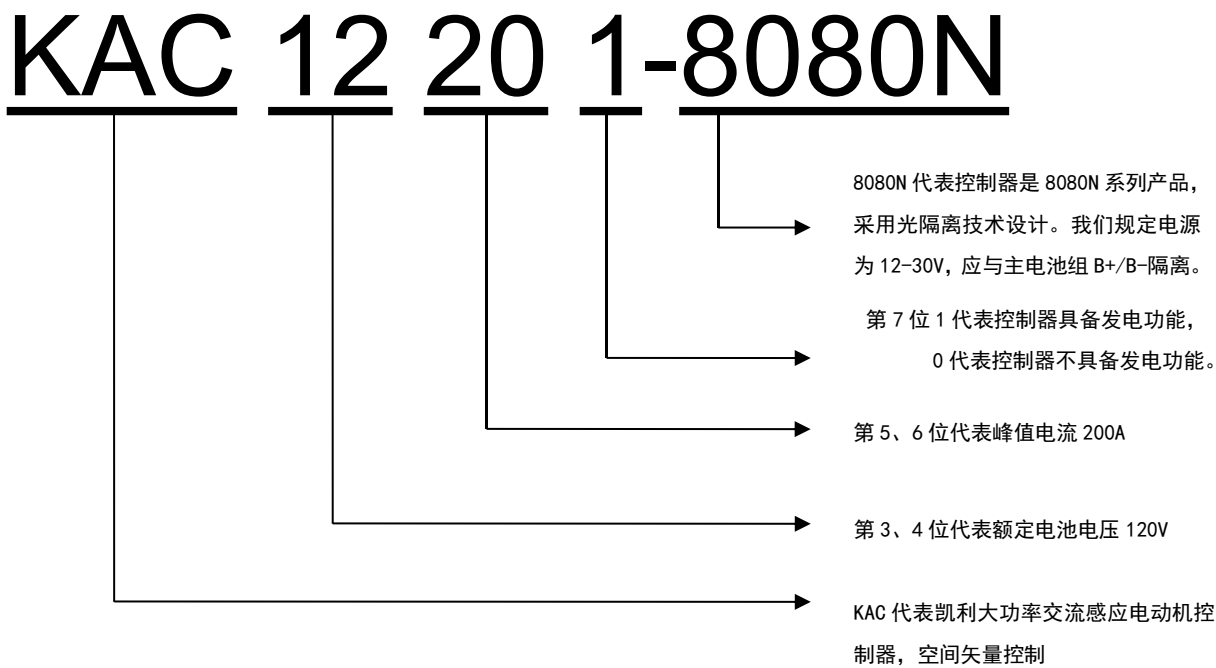 KAC 12 20 1-8080N
8080N 代表控制器是 8080N 系列产品，
采用光隔离技术设计。我们规定电源
为 12-30V，应与主电池组 B+/B-隔离。
第 7 位 1 代表控制器具备发电功能，
0 代表控制器不具备发电功能。
第 5、6 位代表峰值电流 200A
第 3、4 位代表额定电池电压 120V
KAC 代表凯利大功率交流感应电动机控
制器，空间矢量控制